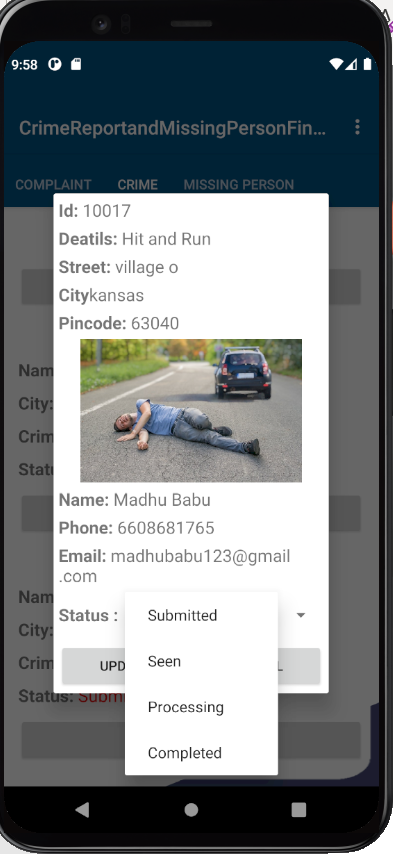 9:58
CrimeReportandMissingPersonFin...
COMPLAINT CRIME MISSING PERSON
Id: 10017
Deatils: Hit and Run
Street: village o
Citykansas
Pincode: 63040
Nam
City:
Crim
Statu
Name: Madhu Babu
Phone: 6608681765
Email: madhubabu123@gmail
.com
Nam
Status :
Submitted
City:
Seen
UPD
L
Crim
Status: Subm
Processing
Completed